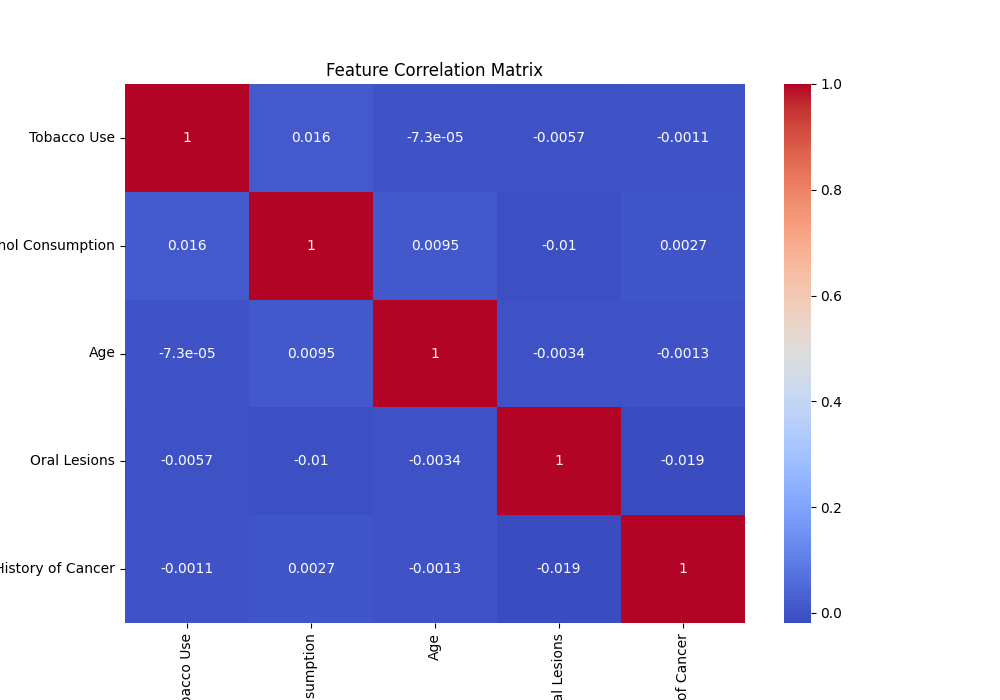 Feature Correlation Matrix
Tobacco Use 1 0.016 -7.3e-05 -0.0057 -0.0011
hol Consumption 0.016 1 0.0095 -0.01 0.0027
Age -7.3e-05 0.0095 1 -0.0034 -0.0013
Oral Lesions -0.0057 -0.01 -0.0034 1 -0.019
History of Cancer -0.0011 0.0027 -0.0013 -0.019 1
bacco Use
sumption
Age
al Lesions
of Cancer
1.0
0.8
0.6
0.4
0.2
0.0